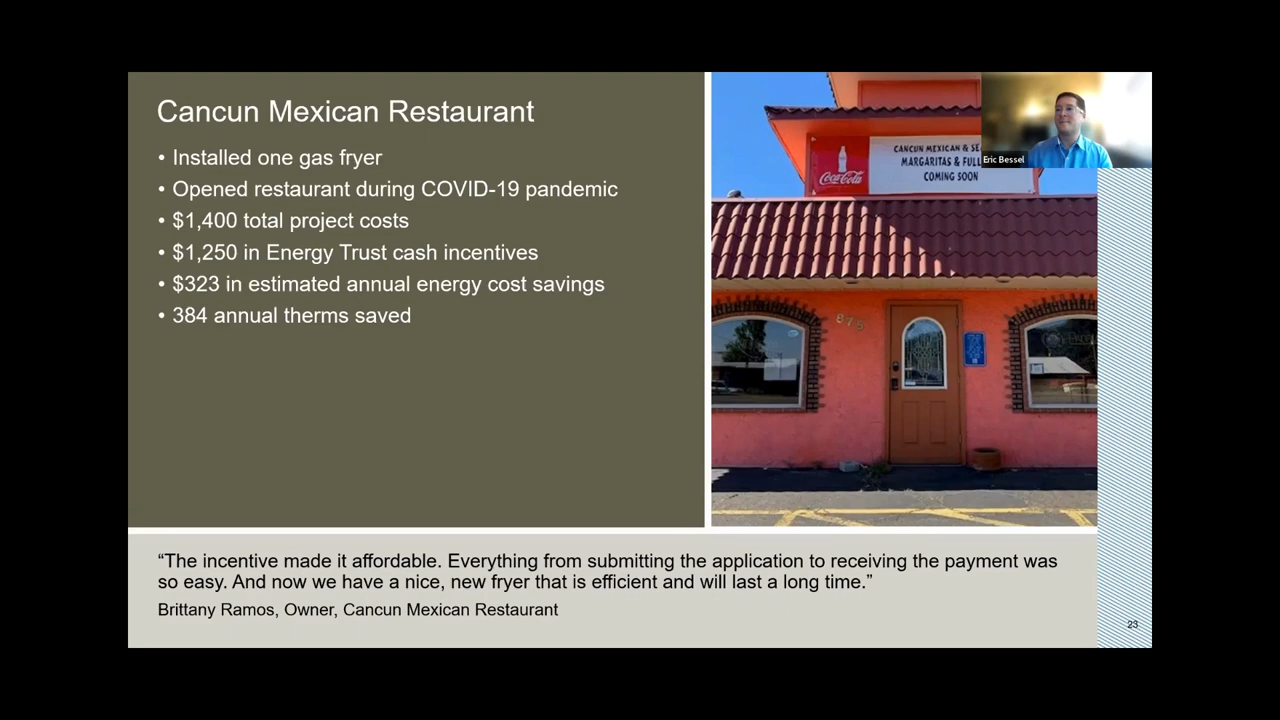 Cancun Mexican Restaurant
• Installed one gas fryer
• Opened restaurant during COVID-19 pandemic
• $1,400 total project costs
• $1,250 in Energy Trust cash incentives
• $323 in estimated annual energy cost savings
• 384 annual therms saved
CANCUN MEXICAN & SE
MARGARITAS & FULL
COMING SOON
Coca-Cola
Eric Bessel
875
“The incentive made it affordable. Everything from submitting the application to receiving the payment was
so easy. And now we have a nice, new fryer that is efficient and will last a long time.”
Brittany Ramos, Owner, Cancun Mexican Restaurant
23